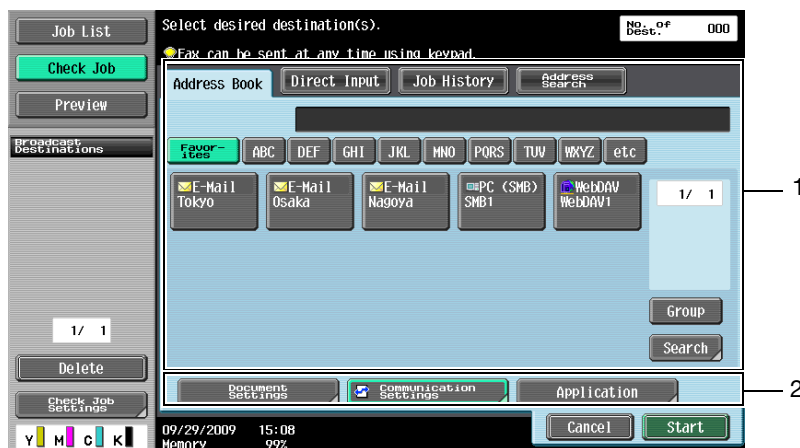 Job List
Check Job
Preview
Broadcast
Destinations
1/ 1
Delete
Check Job
Settings
Y M C K
Select desired destination(s).
No. of
Dest.
000
Fax can be sent at any time using keypad.
Address Book
Direct Input
Job History
Address
Search
Favor-
ites
ABC
DEF
GHI
JKL
MNO
PQRS
TUV
WXYZ
etc
E-Mail
Tokyo
E-Mail
Osaka
E-Mail
Nagoya
PC (SMB)
SMB1
WebDAV
WebDAV1
1/ 1
Group
Search
1
Document
Settings
Communication
Settings
Application
2
09/29/2009 15:08
Memory 99%
Cancel
Start